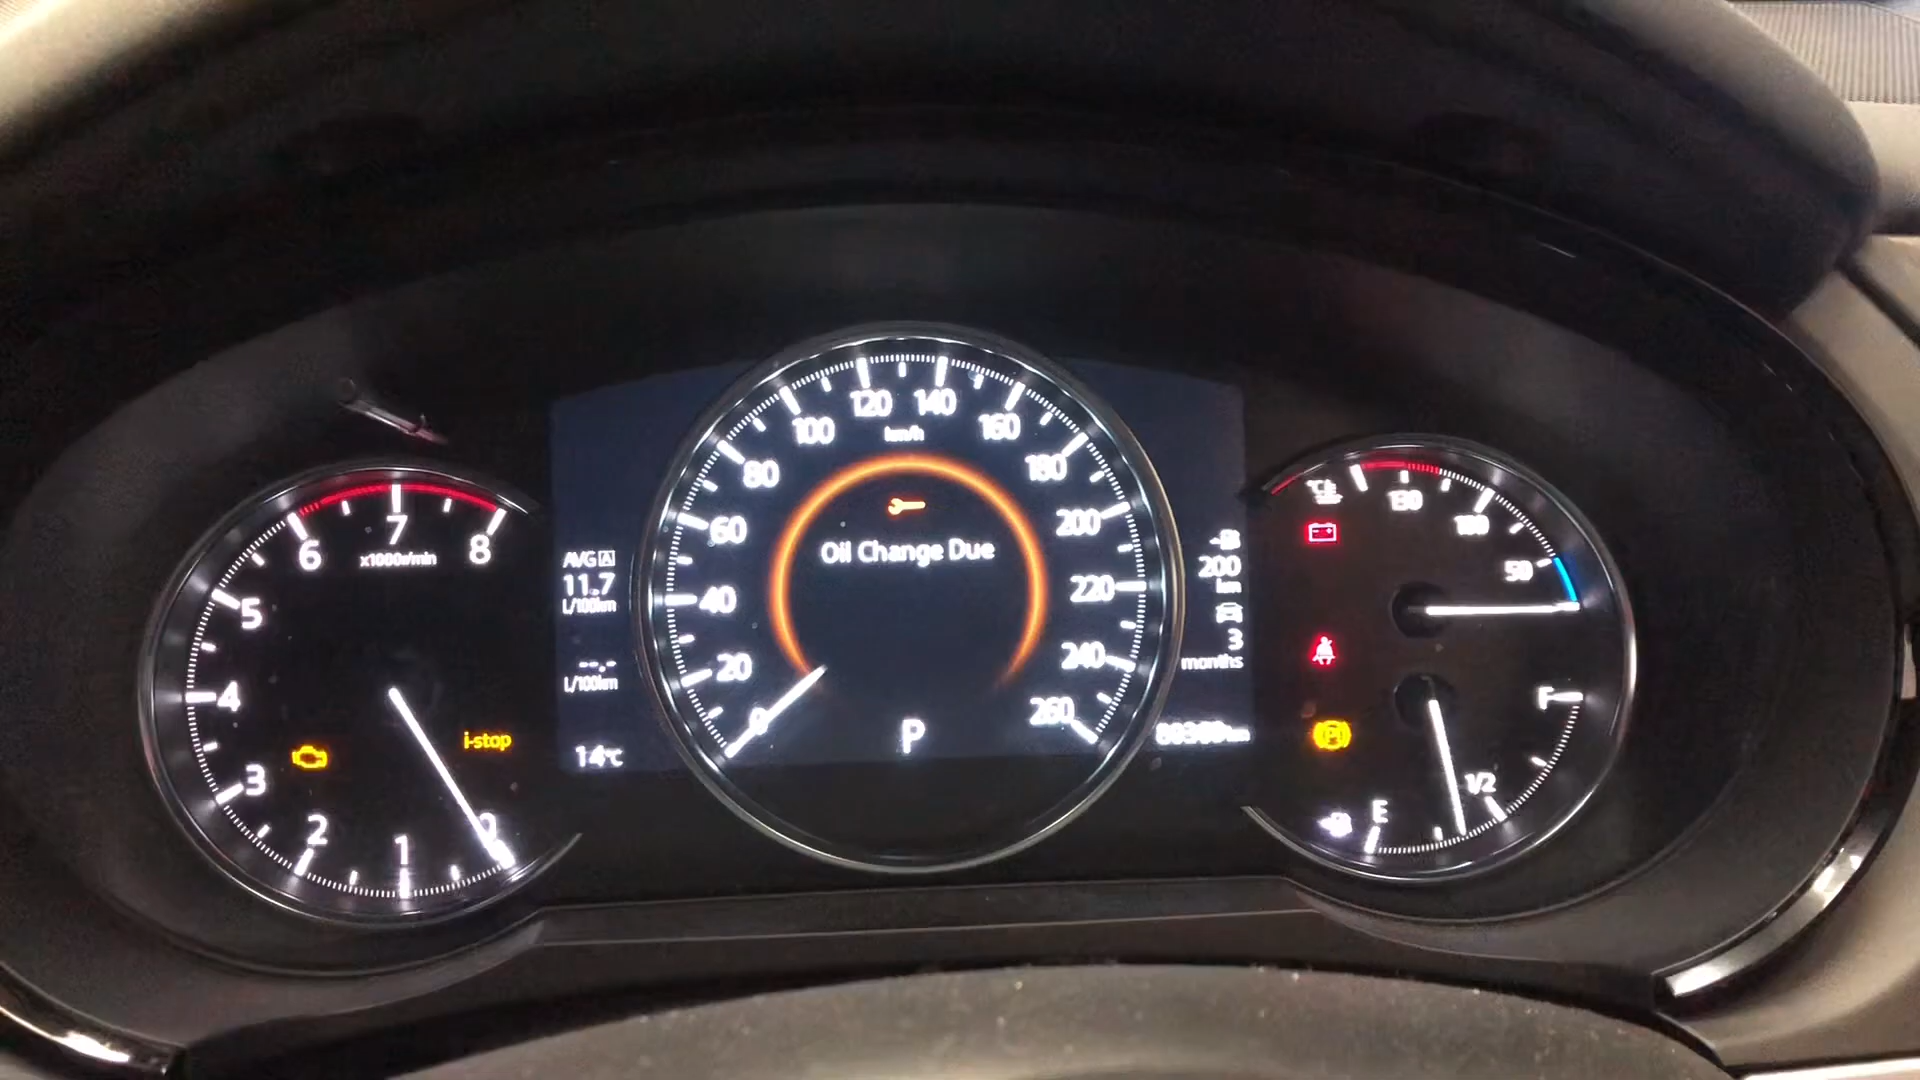 8
7
6
x1000r/min
5
4
3
2
1
0
i-stop
AVG A
11.7
L/100km
--.-
L/100km
14℃
0
20
40
60
80
100
120
140
160
180
200
220
240
260
km/h
Oil Change Due
P
200
km
3
months
℃
130
100
50
F
1/2
E
(P)